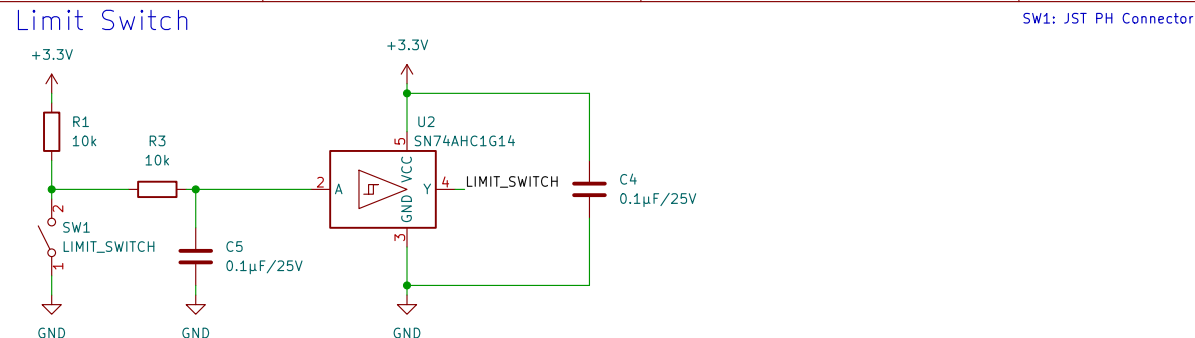 Limit Switch
SW1: JST PH Connector
+3.3V
+3.3V
R1
10k
R3
10k
U2
SN74AHC1G14
5
VCC
2
A
Y
4
LIMIT_SWITCH
GND
3
C4
0.1µF/25V
2
SW1
LIMIT_SWITCH
1
C5
0.1µF/25V
GND
GND
GND